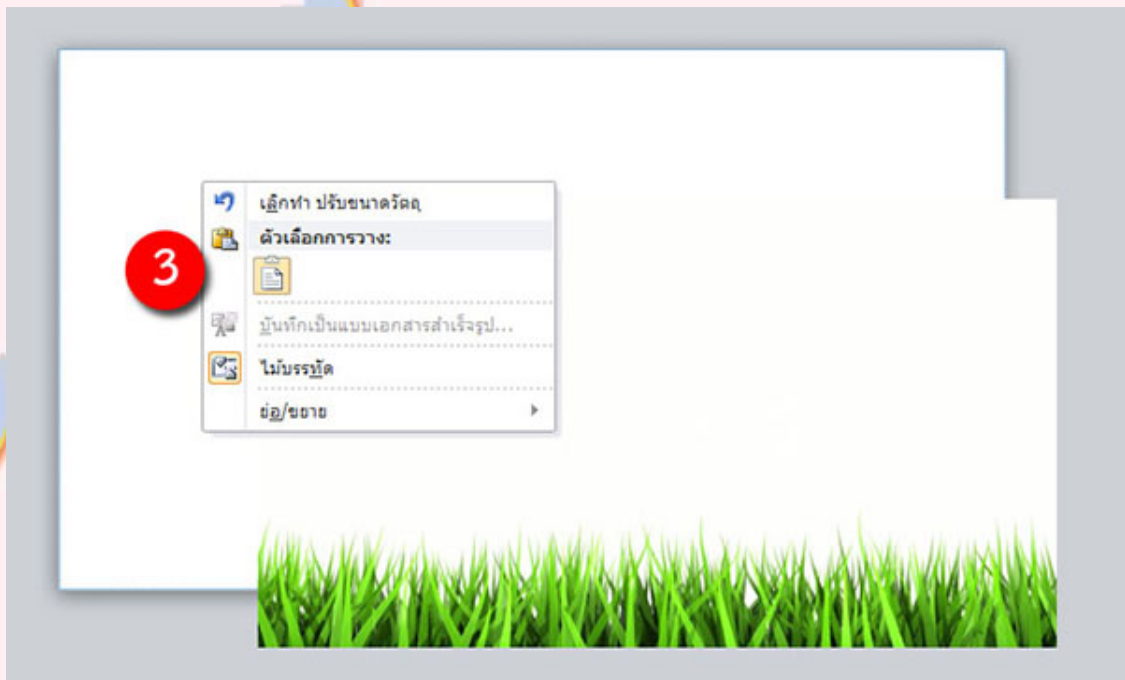 เลิกทำ ปรับขนาดวัตถุ
ตัวเลือกการวาง:
3
บันทึกเป็นแบบเอกสารสำเร็จรูป...
ไม้บรรทัด
ย่อ/ขยาย